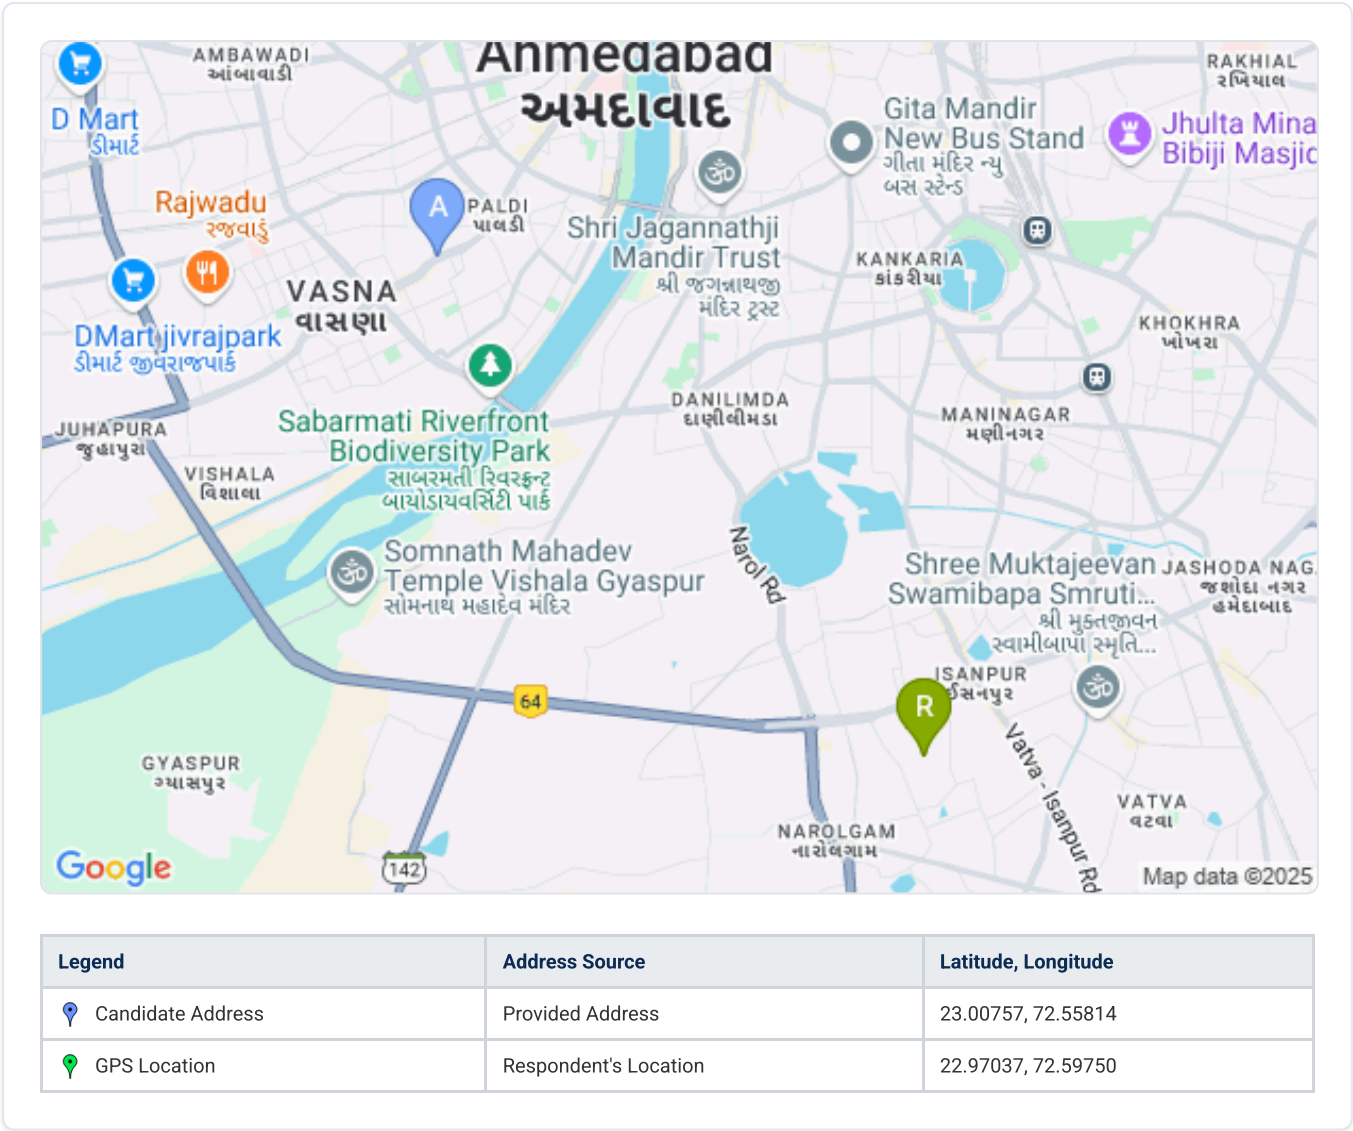 Ahmedabad
અમદાવાદ
AMBAWADI
આંબાવાડી
RAKHIAL
રખિયાલ
D Mart
ડીમાર્ટ
Gita Mandir
New Bus Stand
ગીતા મંદિર ન્યુ
બસ સ્ટેન્ડ
Jhulta Mina
Bibiji Masjic
Rajwadu
રજવાડું
A
PALDI
પાલડી
Shri Jagannathji
Mandir Trust
શ્રી જગન્નાથજી
મંદિર ટ્રસ્ટ
KANKARIA
કાંકરીયા
VASNA
વાસણા
DMart jivrajpark
ડીમાર્ટ જીવરાજપાર્ક
KHOKHRA
ખોખરા
Sabarmati Riverfront
Biodiversity Park
સાબરમતી રિવરફ્રન્ટ
બાયોડાયવર્સિટી પાર્ક
DANILIMDA
દાણીલીમડા
MANINAGAR
મણીનગર
JUHAPURA
જુહાપુરા
VISHALA
વિશાલા
Somnath Mahadev
Temple Vishala Gyaspur
સોમનાથ મહાદેવ મંદિર
Narol Rd
Shree Muktajeevan
Swamibapa Smruti...
શ્રી મુક્તજીવન
સ્વામીબાપા સ્મૃતિ...
JASHODA NAG
જશોદા નગર
હમેદાબાદ
ISANPUR
ઈસનપુર
64
R
Vatva - Isanpur Rd
GYASPUR
ગ્યાસપુર
VATVA
વટવા
NAROLGAM
નારોલગામ
142
Google
Map data ©2025
Legend Address Source Latitude, Longitude
Candidate Address Provided Address 23.00757, 72.55814
GPS Location Respondent's Location 22.97037, 72.59750